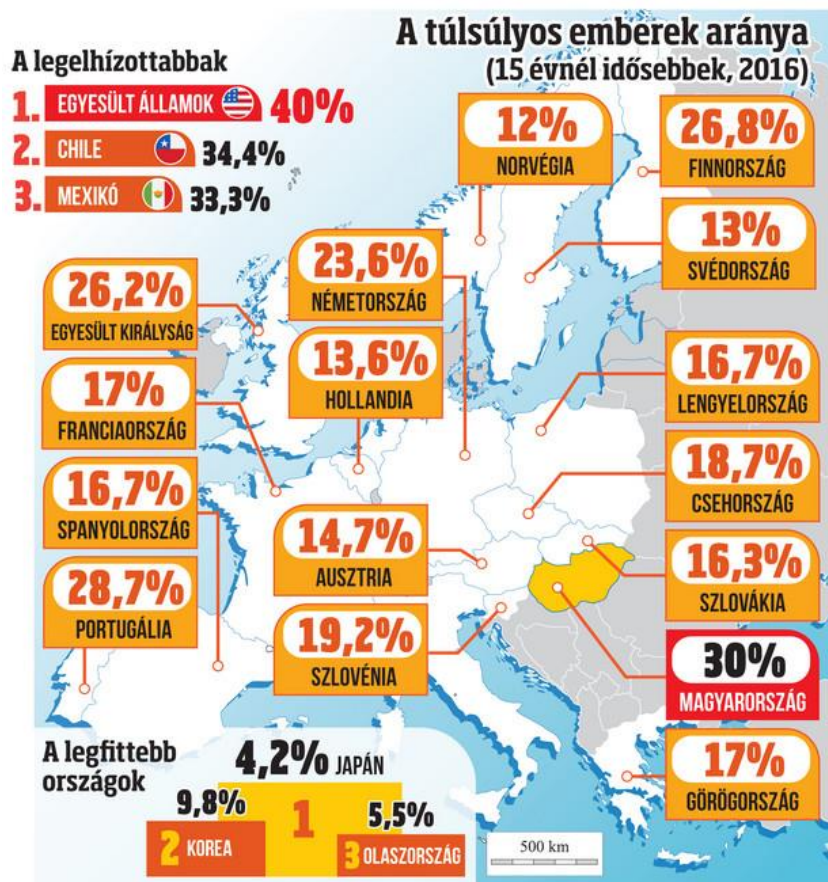 A túlsúlyos emberek aránya
(15 évnél idősebbek, 2016)
A legelhízottabbak
1. EGYESÜLT ÁLLAMOK 40%
2. CHILE 34,4%
3. MEXIKÓ 33,3%
12%
NORVÉGIA
26,8%
FINNORSZÁG
13%
SVÉDORSZÁG
23,6%
NÉMETORSZÁG
26,2%
EGYESÜLT KIRÁLYSÁG
13,6%
HOLLANDIA
16,7%
LENGYELORSZÁG
17%
FRANCIAORSZÁG
18,7%
CSEHORSZÁG
16,7%
SPANYOLORSZÁG
14,7%
AUSZTRIA
16,3%
SZLOVÁKIA
28,7%
PORTUGÁLIA
19,2%
SZLOVÉNIA
30%
MAGYARORSZÁG
17%
GÖRÖGORSZÁG
A legfittebb
országok
4,2% JAPÁN
1
9,8%
2 KOREA
5,5%
3 OLASZORSZÁG
500 km